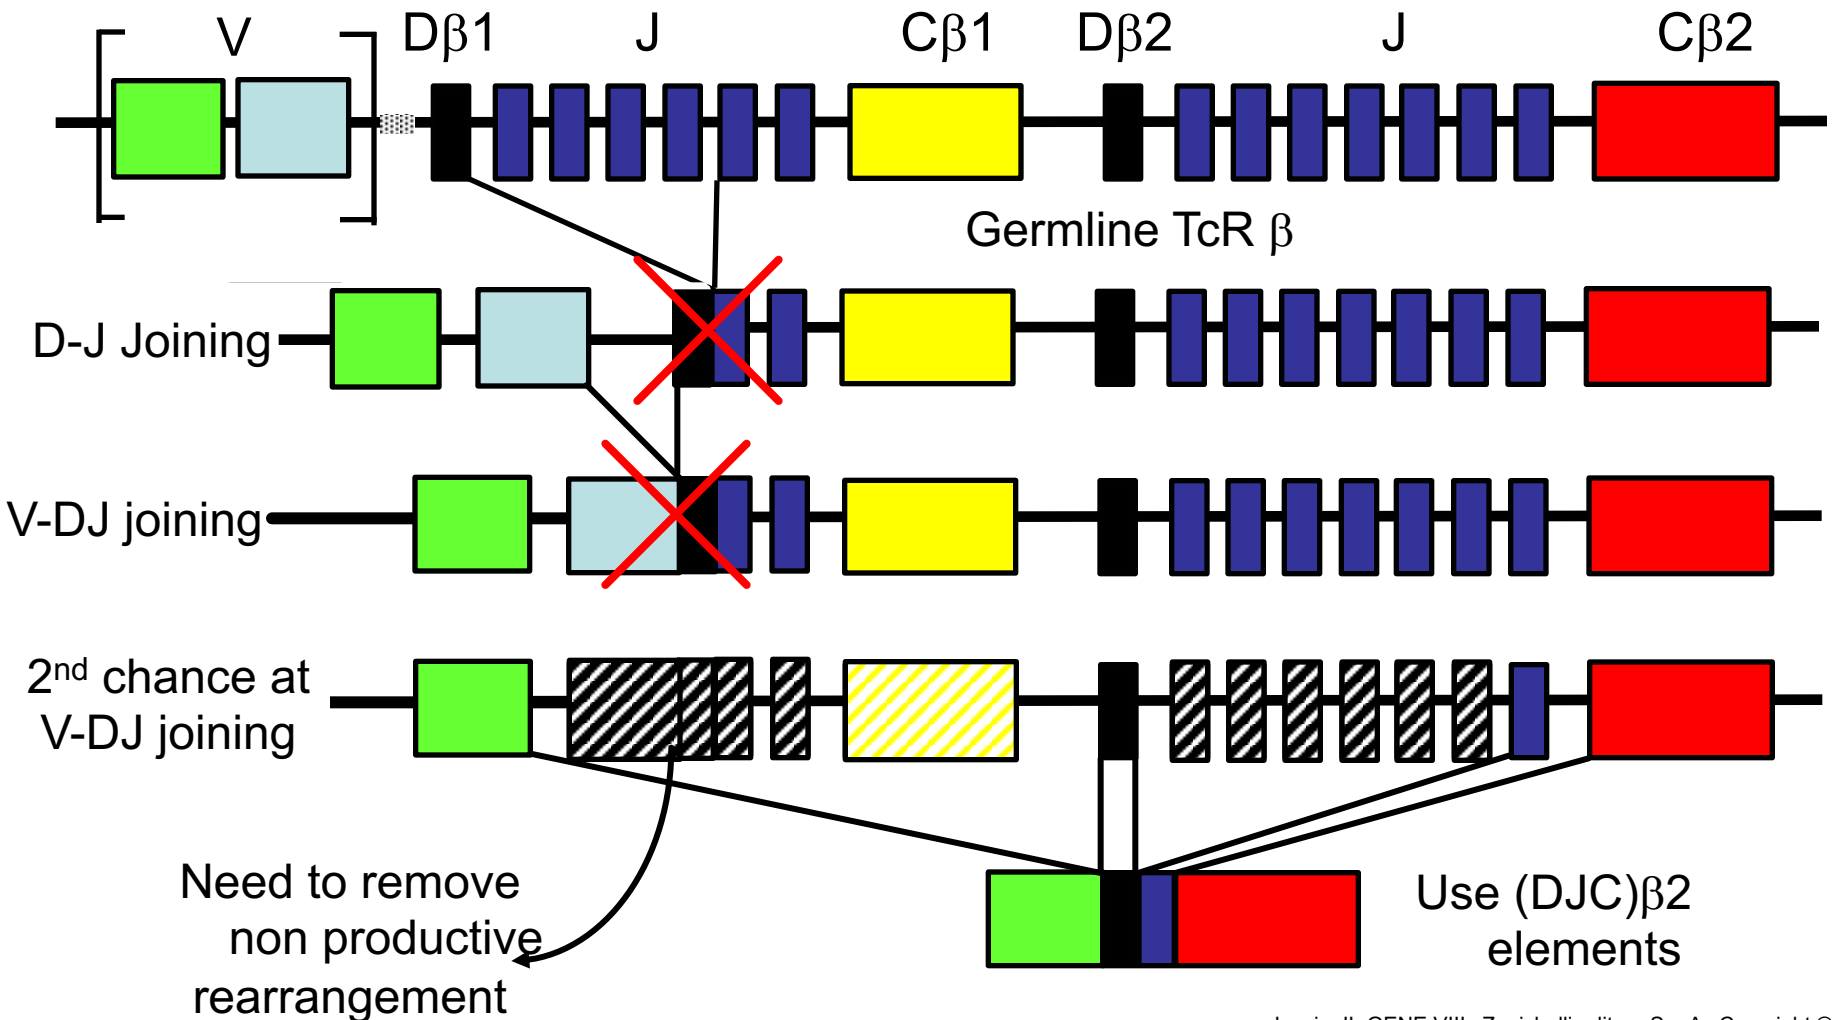 V Dβ1 J Cβ1 Dβ2 J Cβ2
Germline TcR β
D-J Joining
V-DJ joining
2nd chance at
V-DJ joining
Need to remove
non productive
rearrangement
Use (DJC)β2
elements